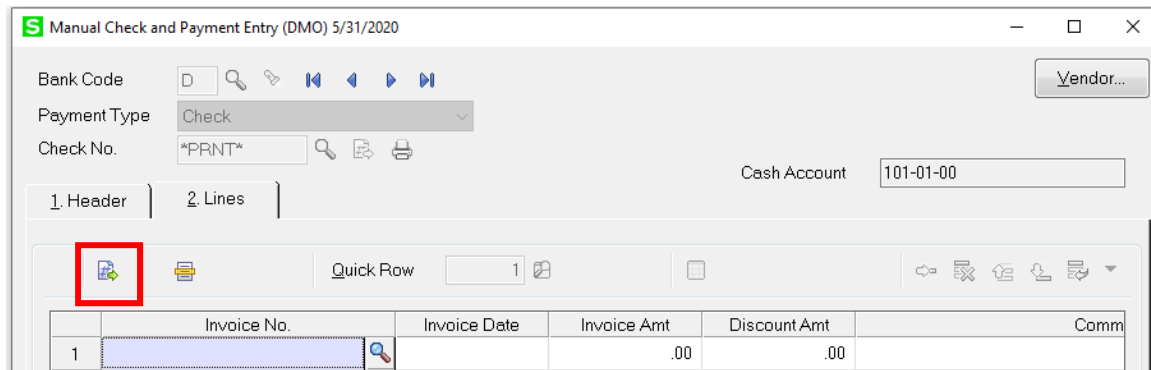 S Manual Check and Payment Entry (DMO) 5/31/2020
Bank Code D
Vendor...
Payment Type Check
Check No. *PRNT*
Cash Account 101-01-00
1. Header 2. Lines
Quick Row 1
Invoice No. Invoice Date Invoice Amt Discount Amt Comm
1 .00 .00